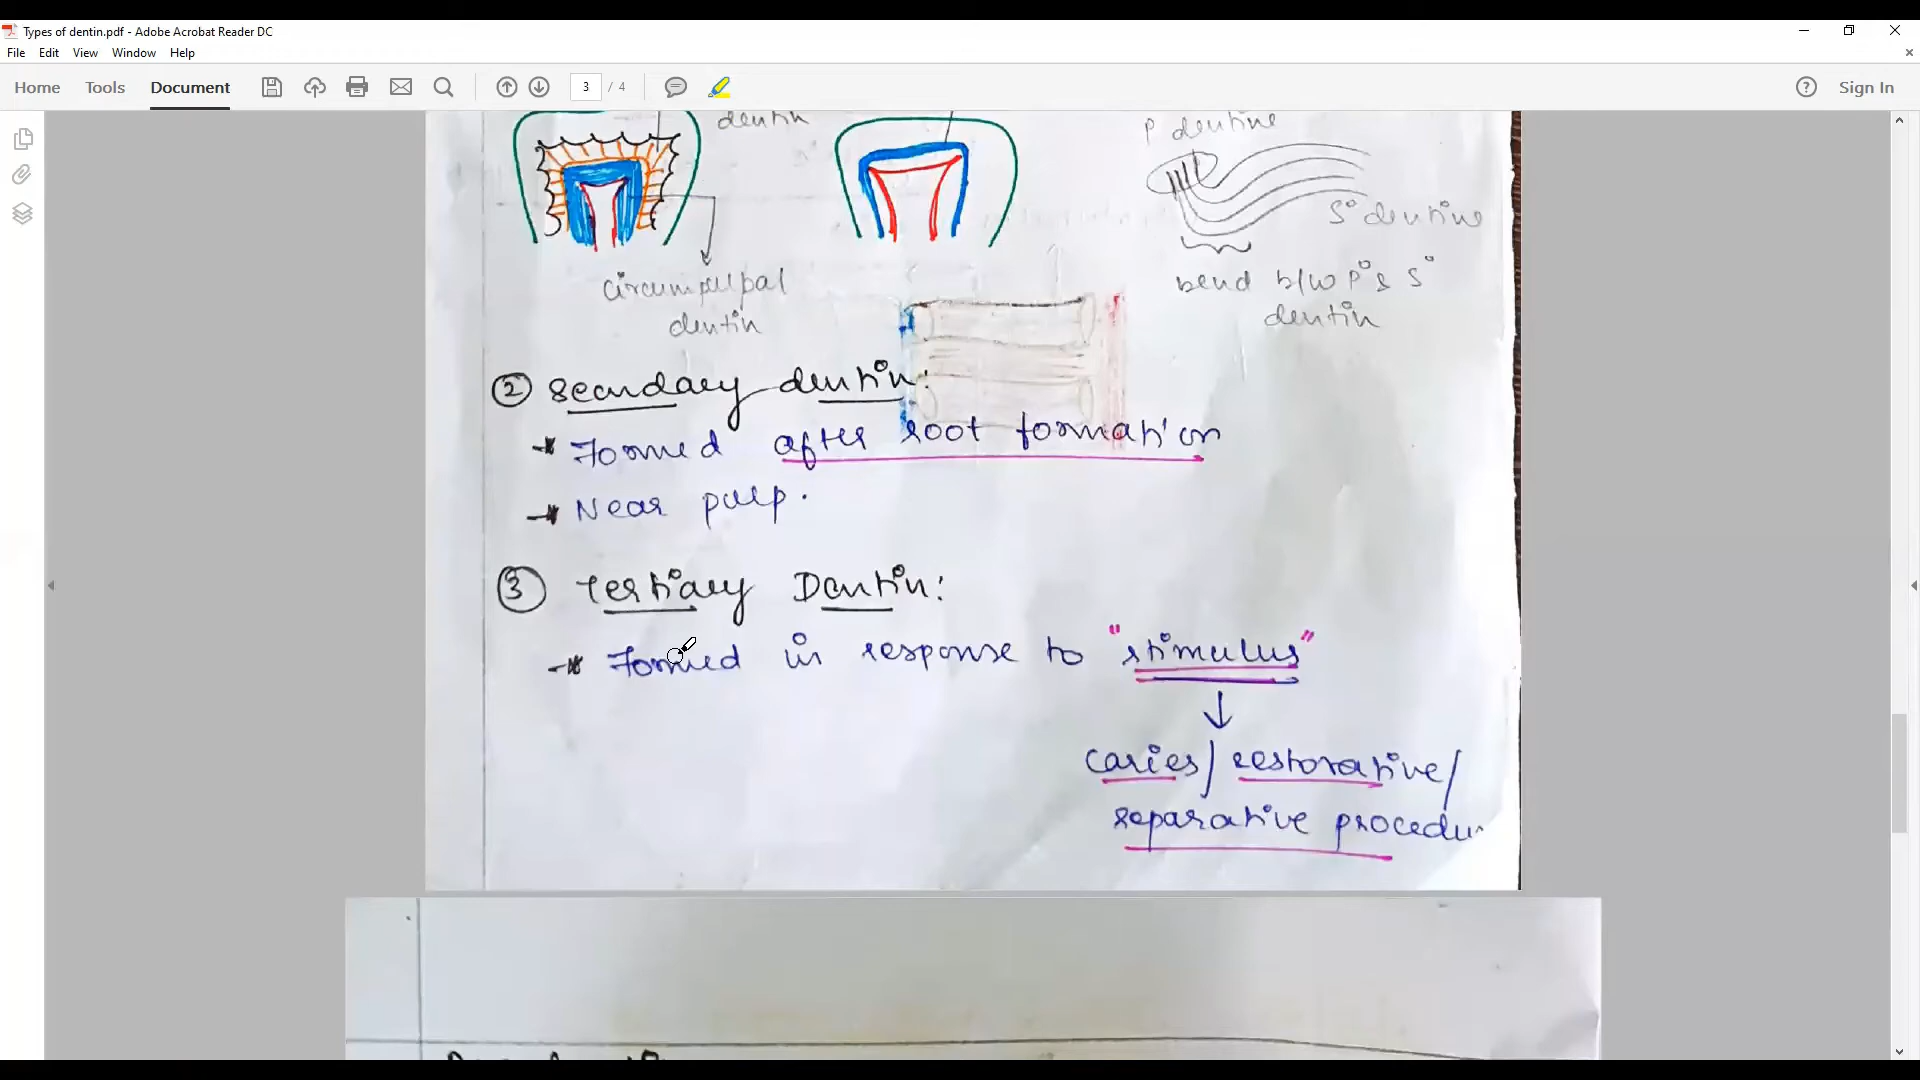 Types of dentin.pdf - Adobe Acrobat Reader DC
File Edit View Window Help
Home Tools Document 3 / 4 Sign In
dentin
P dentine
S° dentine
circumpulpal
dentin
bend b/w P° & S°
dentin
② Secondary dentin:
Formed after root formation
Near pulp.
③ Tertiary Dentin:
Formed in response to "stimulus"
↓
caries/ restorative/
reparative procedu